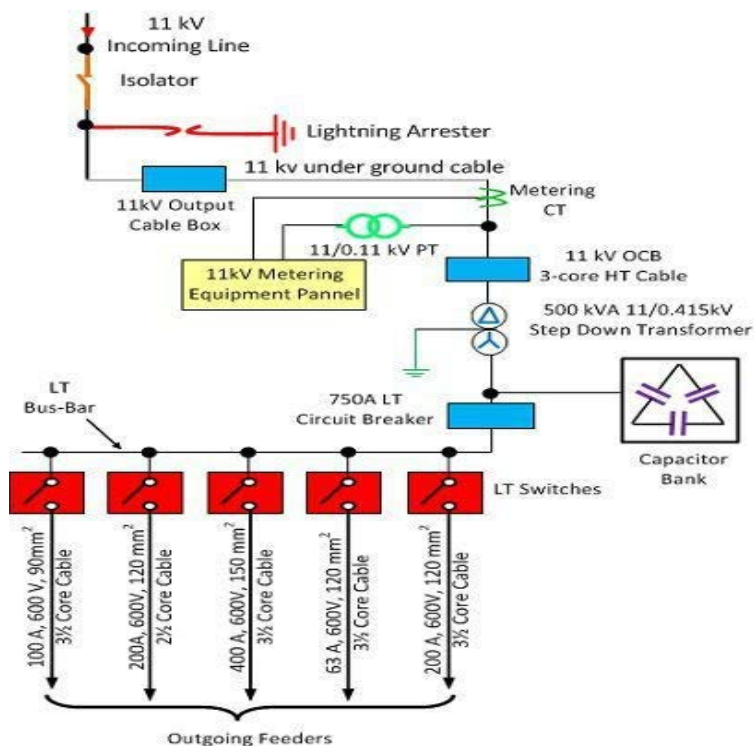 11 kV
Incoming Line
Isolator
Lightning Arrester
11 kv under ground cable
11kV Output
Cable Box
Metering
CT
11/0.11 kV PT
11kV Metering
Equipment Pannel
11 kV OCB
3-core HT Cable
500 kVA 11/0.415kV
Step Down Transformer
LT
Bus-Bar
750A LT
Circuit Breaker
Capacitor
Bank
LT Switches
100 A, 600 V, 90mm²
3½ Core Cable
200A, 600V, 120 mm²
2½ Core Cable
400 A, 600V, 150 mm²
3½ Core Cable
63 A, 600V, 120 mm²
3½ Core Cable
200 A, 600V, 120 mm²
3½ Core Cable
Outgoing Feeders